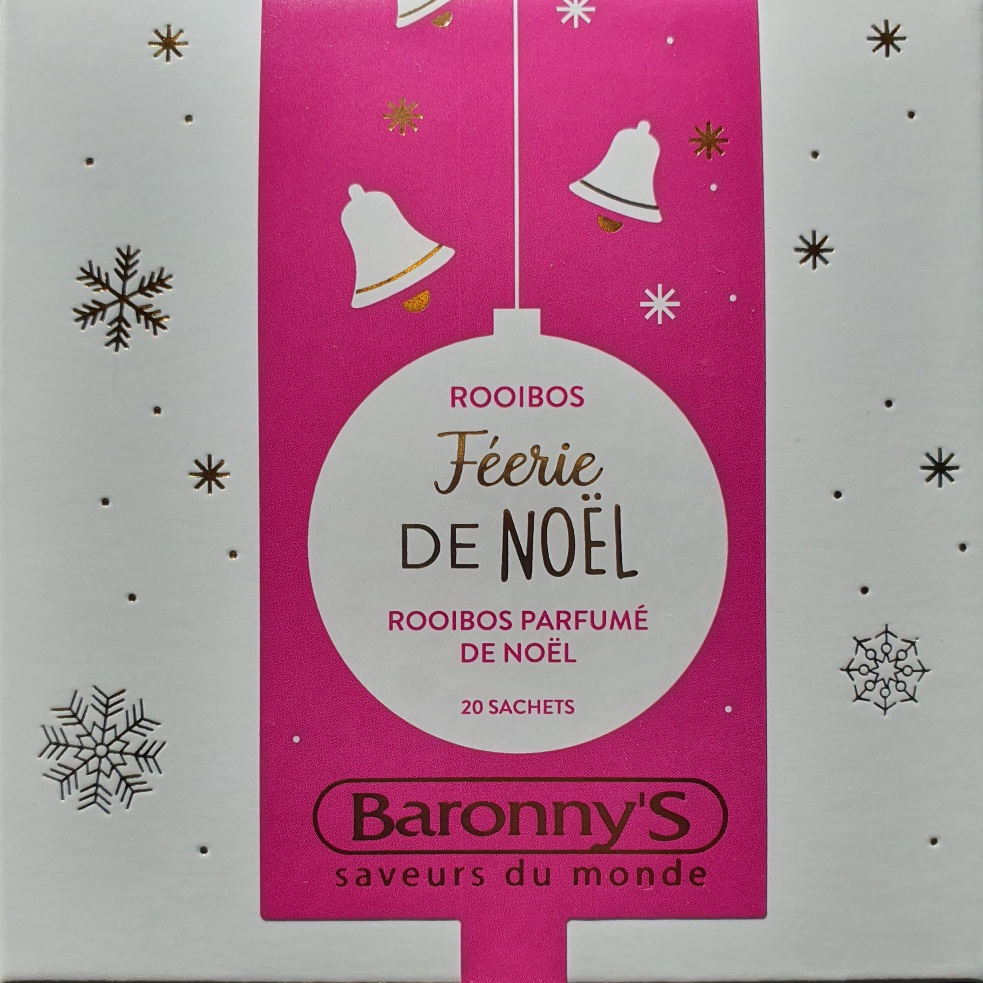 ROOIBOS
Féerie
DE NOËL
ROOIBOS PARFUMÉ
DE NOËL
20 SACHETS
Baronny'S
saveurs du monde